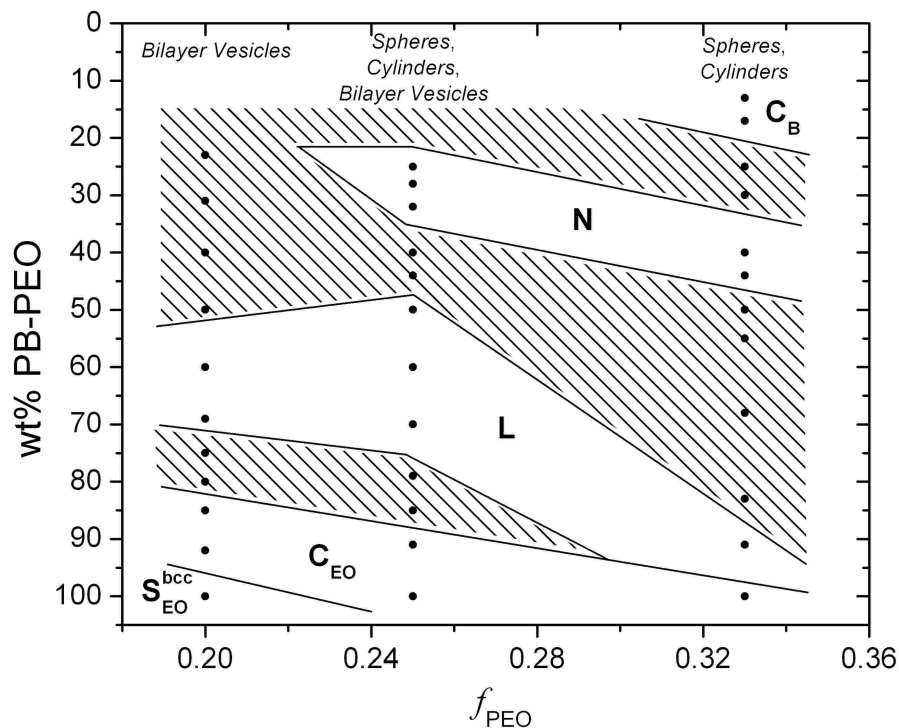 0
10
20
30
40
50
60
70
80
90
100
wt% PB-PEO
Bilayer Vesicles
Spheres,
Cylinders,
Bilayer Vesicles
Spheres,
Cylinders
C_B
N
L
C_EO
S_EO^bcc
0.20 0.24 0.28 0.32 0.36
f_PEO